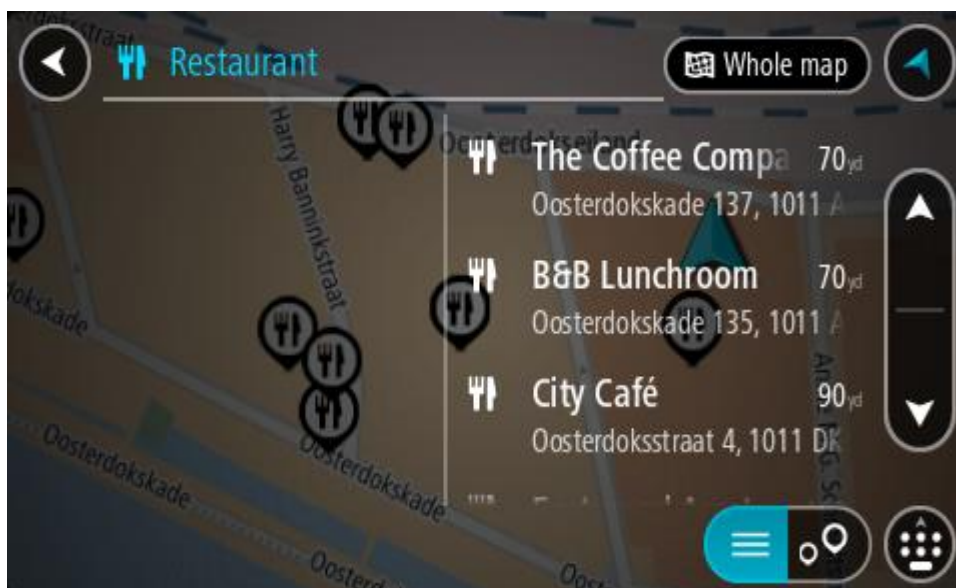 Restaurant
Whole map
Oosterdokseiland
Harry Banninkstraat
The Coffee Compa 70yd
Oosterdokskade 137, 1011 A
B&B Lunchroom 70yd
Oosterdokskade 135, 1011 A
City Café 90yd
Oosterdoksstraat 4, 1011 DK
Oosterdokskade
Oosterdokskade